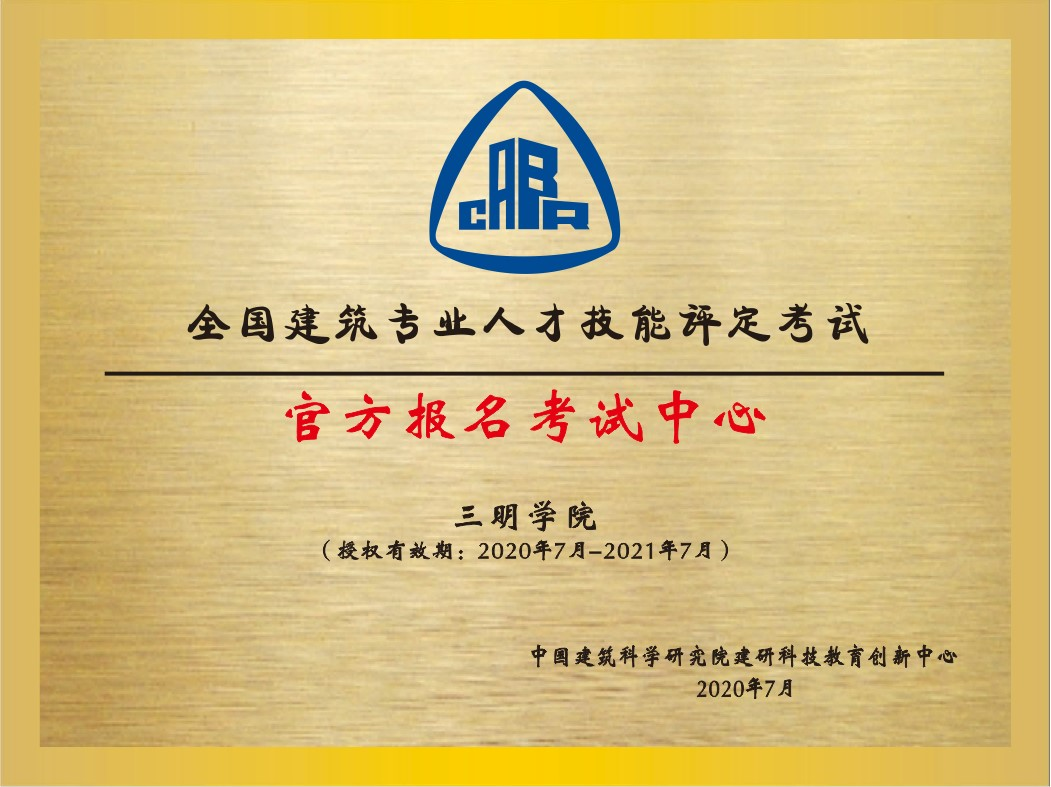 CABR
全国建筑专业人才技能评定考试
官方报名考试中心
三明学院
（授权有效期：2020年7月-2021年7月）
中国建筑科学研究院建研科技教育创新中心
2020年7月